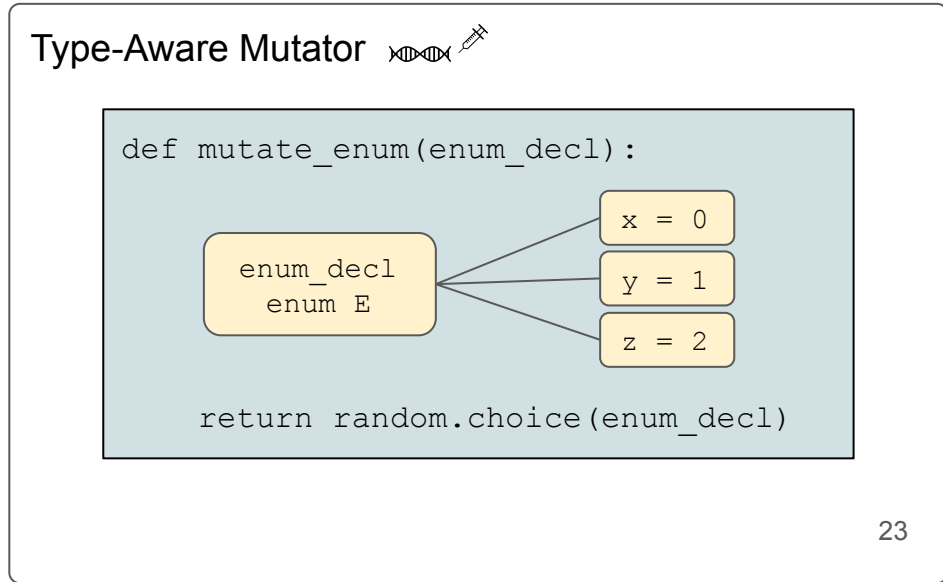 Type-Aware Mutator
def mutate_enum(enum_decl):
x = 0
enum_decl
enum E
y = 1
z = 2
return random.choice(enum_decl)
23